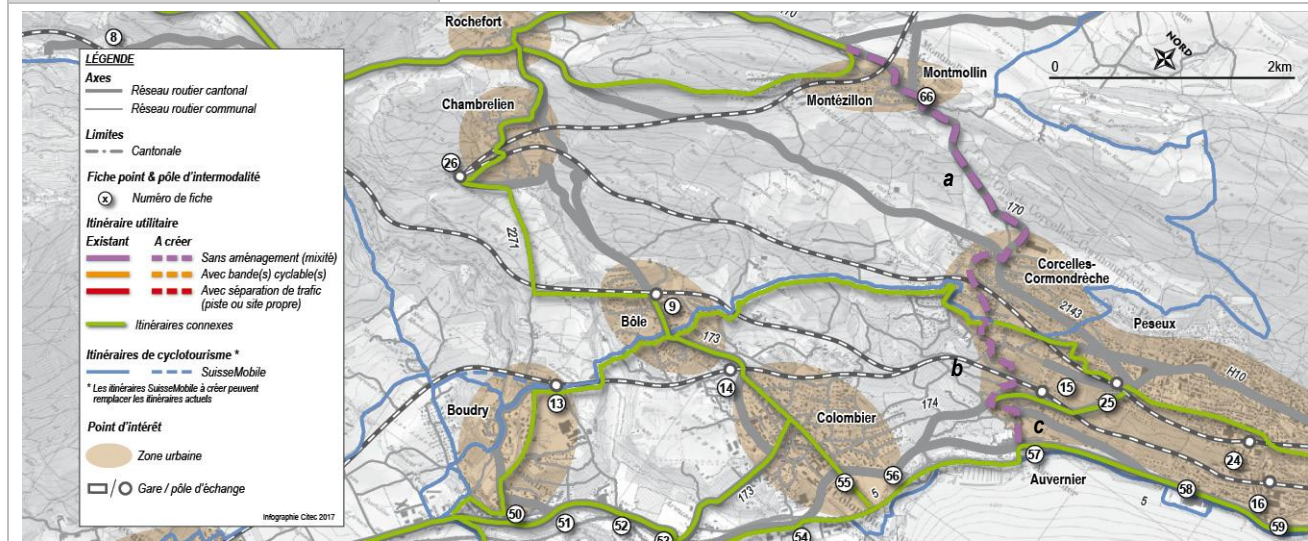 LÉGENDE
Axes
Réseau routier cantonal
Réseau routier communal
Limites
Cantonale
Fiche point & pôle d'intermodalité
x Numéro de fiche
Itinéraire utilitaire
Existant A créer
Sans aménagement (mixité)
Avec bande(s) cyclable(s)
Avec séparation de trafic
(piste ou site propre)
Itinéraires connexes
Itinéraires de cyclotourisme *
SuisseMobile
* Les itinéraires SuisseMobile à créer peuvent
remplacer les itinéraires actuels
Point d'intérêt
Zone urbaine
Gare / pôle d'échange
Infographie Citec 2017
8
Rochefort
170
NORD
0 2km
Montmollin
Montézillon
66
Chambrelien
26
a
170
2271
Corcelles-
Cormondrèche
9
Bôle
173
2143
Peseux
H10
13
14
b
15
25
Boudry
Colombier
174
c
24
57
Auvernier
16
173
55
56
5
58
5
59
50
51
52
53
54